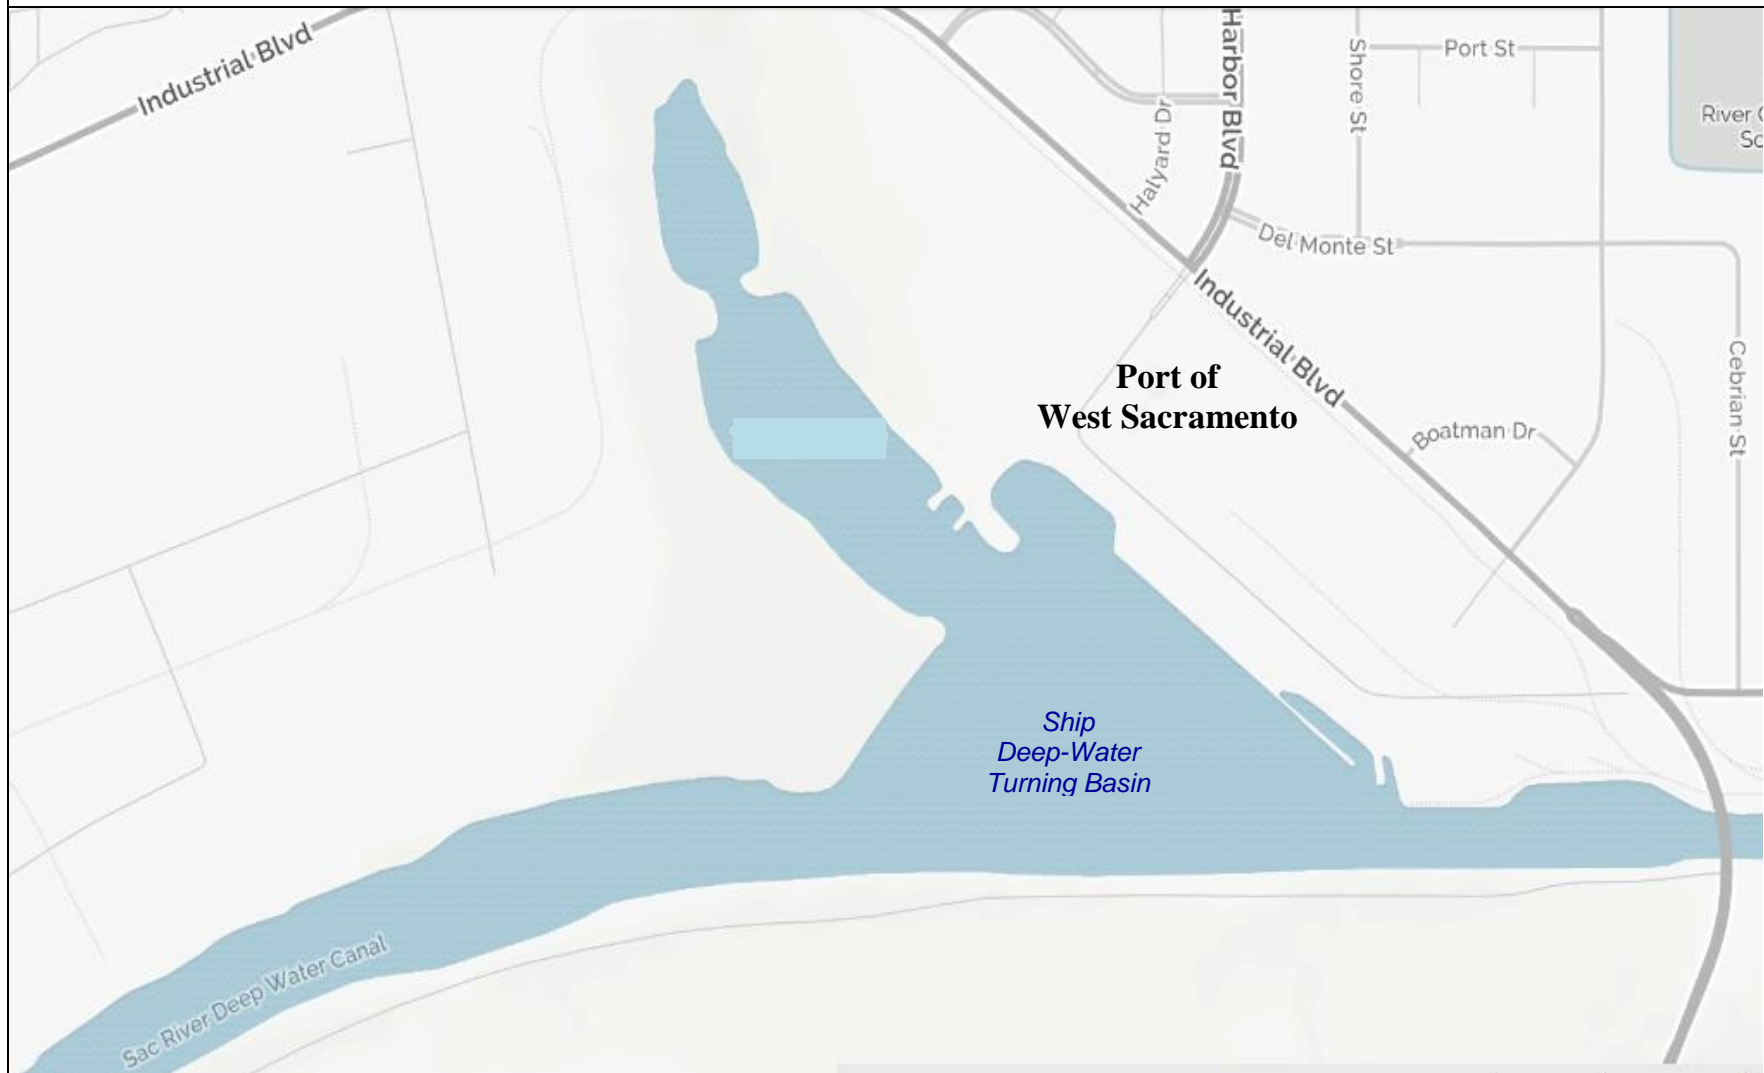 Industrial Blvd
Harbor Blvd
Shore St
Port St
Halyard Dr
River
Del Monte St
Industrial Blvd
Cebrian St
Port of
West Sacramento
Boatman Dr
Ship
Deep-Water
Turning Basin
Sac River Deep Water Canal